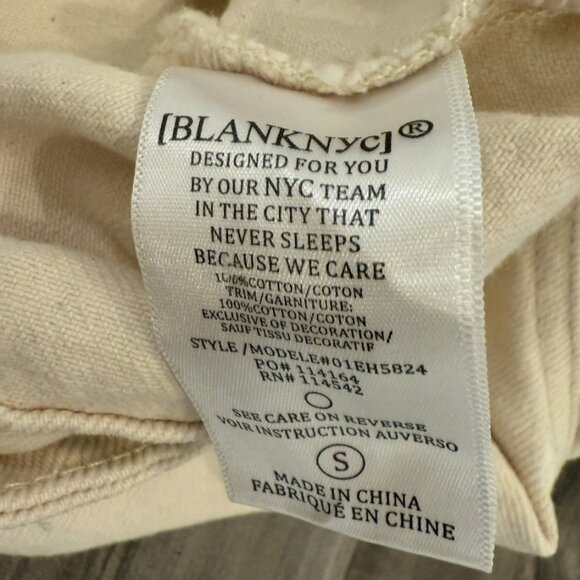 [BLANKNYC]®
DESIGNED FOR YOU
BY OUR NYC TEAM
IN THE CITY THAT
NEVER SLEEPS
BECAUSE WE CARE
100%COTTON/COTON
TRIM/GARNITURE:
100%COTTON/COTON
EXCLUSIVE OF DECORATION/
SAUF TISSU DECORATIF
STYLE /MODELE#01EH5824
PO# 114164
RN# 114542
SEE CARE ON REVERSE
VOIR INSTRUCTION AUVERSO
S
MADE IN CHINA
FABRIQUÉ EN CHINE